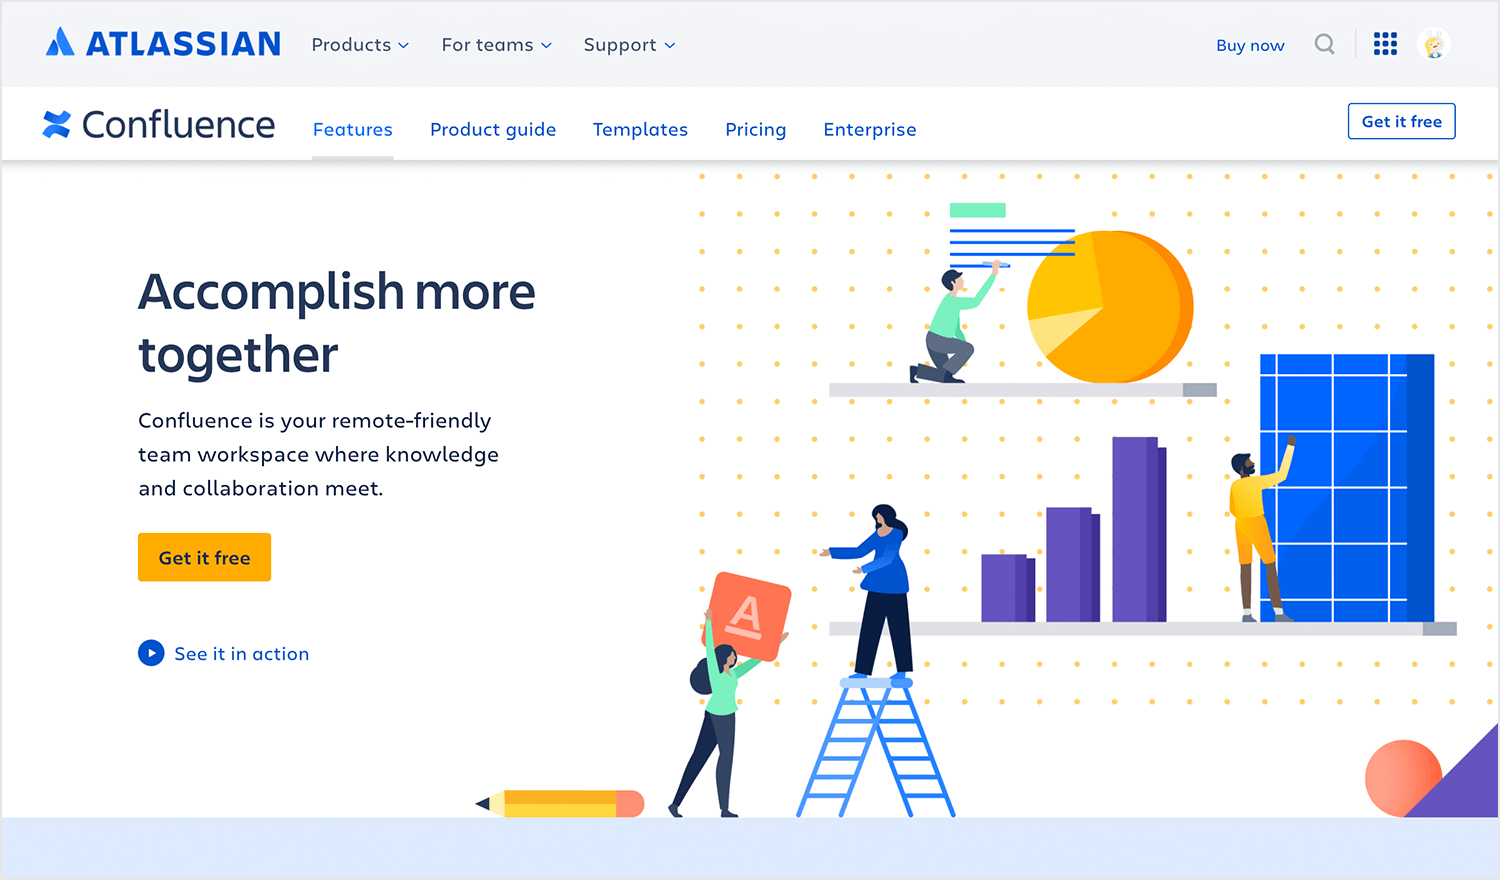 ATLASSIAN Products For teams Support Buy now
Confluence Features Product guide Templates Pricing Enterprise Get it free
Accomplish more
together
Confluence is your remote-friendly
team workspace where knowledge
and collaboration meet.
Get it free
See it in action
A